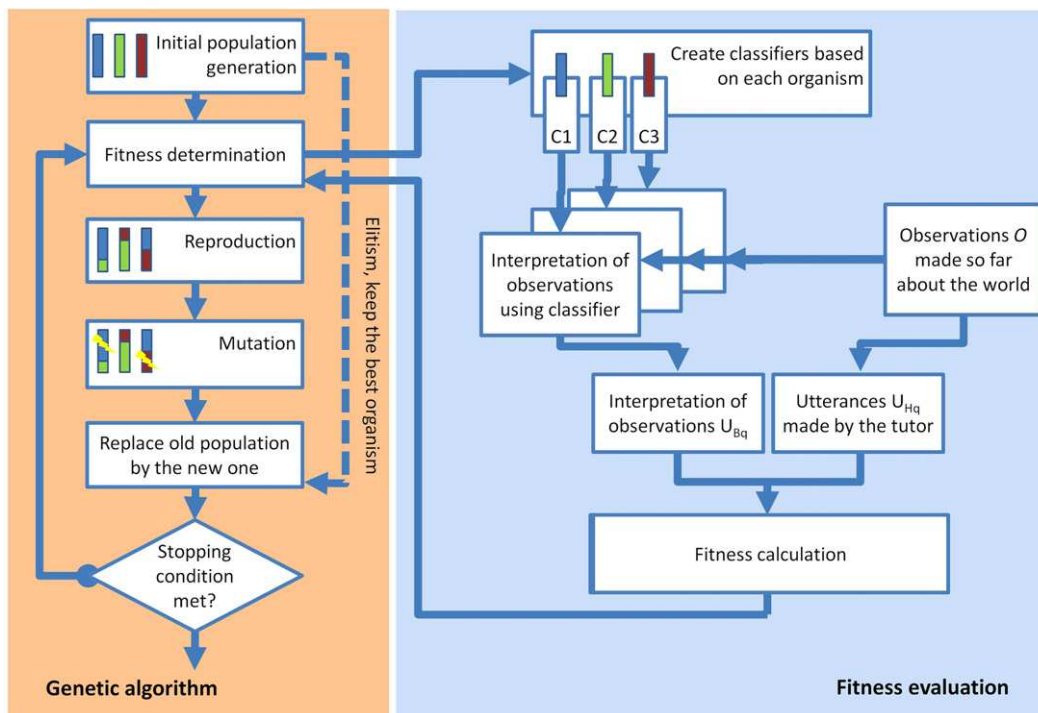 Initial population
generation
Fitness determination
Reproduction
Mutation
Replace old population
by the new one
Stopping
condition
met?
Elitism, keep the best organism
Genetic algorithm
Create classifiers based
on each organism
C1
C2
C3
Interpretation of
observations
using classifier
Observations O
made so far
about the world
Interpretation of
observations UBq
Utterances UHq
made by the tutor
Fitness calculation
Fitness evaluation